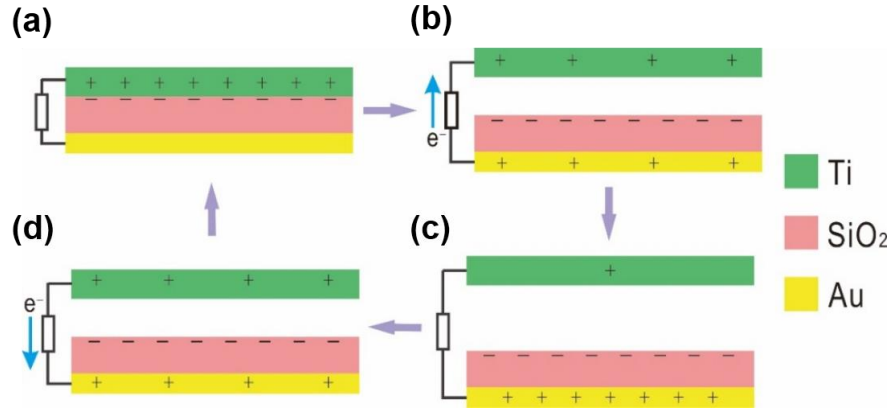 (a)
+ + + + + + + +
− − − − − − − −
(b)
+ + + +
e⁻
− − − − − − − −
+ + + +
(d)
+ + + +
e⁻
− − − − − − − −
+ + + +
(c)
+
− − − − − − − −
+ + + + + + +
Ti
SiO₂
Au